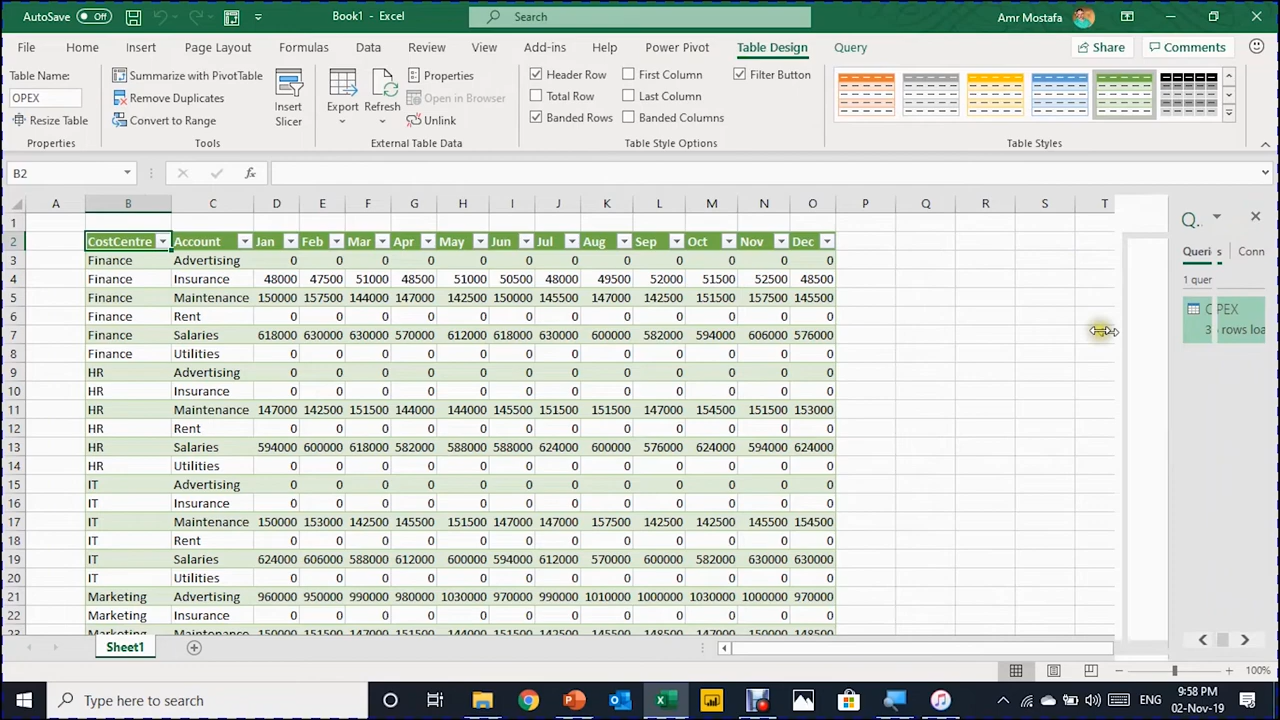 AutoSave Off Book1 - Excel Search Amr Mostafa
File Home Insert Page Layout Formulas Data Review View Add-ins Help Power Pivot Table Design Query Share Comments
Table Name: Summarize with PivotTable Properties Header Row First Column Filter Button
OPEX Remove Duplicates Insert Slicer Export Refresh Open in Browser Total Row Last Column
Resize Table Convert to Range Unlink Banded Rows Banded Columns
Properties Tools External Table Data Table Style Options Table Styles
B2 fx
A B C D E F G H I J K L M N O P Q R S T
1
2 CostCentre Account Jan Feb Mar Apr May Jun Jul Aug Sep Oct Nov Dec
3 Finance Advertising 0 0 0 0 0 0 0 0 0 0 0 0
4 Finance Insurance 48000 47500 51000 48500 51000 50500 48000 49500 52000 51500 52500 48500
5 Finance Maintenance 150000 157500 144000 147000 142500 150000 145500 147000 142500 151500 157500 145500
6 Finance Rent 0 0 0 0 0 0 0 0 0 0 0 0
7 Finance Salaries 618000 630000 630000 570000 612000 618000 630000 600000 582000 594000 606000 576000
8 Finance Utilities 0 0 0 0 0 0 0 0 0 0 0 0
9 HR Advertising 0 0 0 0 0 0 0 0 0 0 0 0
10 HR Insurance 0 0 0 0 0 0 0 0 0 0 0 0
11 HR Maintenance 147000 142500 151500 144000 144000 145500 151500 151500 147000 154500 151500 153000
12 HR Rent 0 0 0 0 0 0 0 0 0 0 0 0
13 HR Salaries 594000 600000 618000 582000 588000 588000 624000 600000 576000 624000 594000 624000
14 HR Utilities 0 0 0 0 0 0 0 0 0 0 0 0
15 IT Advertising 0 0 0 0 0 0 0 0 0 0 0 0
16 IT Insurance 0 0 0 0 0 0 0 0 0 0 0 0
17 IT Maintenance 150000 153000 142500 145500 151500 147000 147000 157500 142500 142500 145500 154500
18 IT Rent 0 0 0 0 0 0 0 0 0 0 0 0
19 IT Salaries 624000 606000 588000 612000 600000 594000 612000 570000 600000 582000 630000 630000
20 IT Utilities 0 0 0 0 0 0 0 0 0 0 0 0
21 Marketing Advertising 960000 950000 990000 980000 1030000 970000 990000 1010000 1000000 1030000 1000000 970000
22 Marketing Insurance 0 0 0 0 0 0 0 0 0 0 0 0
23 Marketing Maintenance 150000 151500 147000 151500 144000 151500 142500 145500 148500 147000 150000 148500
Q..
Queri s Conn
1 quer
OPEX
rows loa
Sheet1
100%
Type here to search ENG 9:58 PM
02-Nov-19